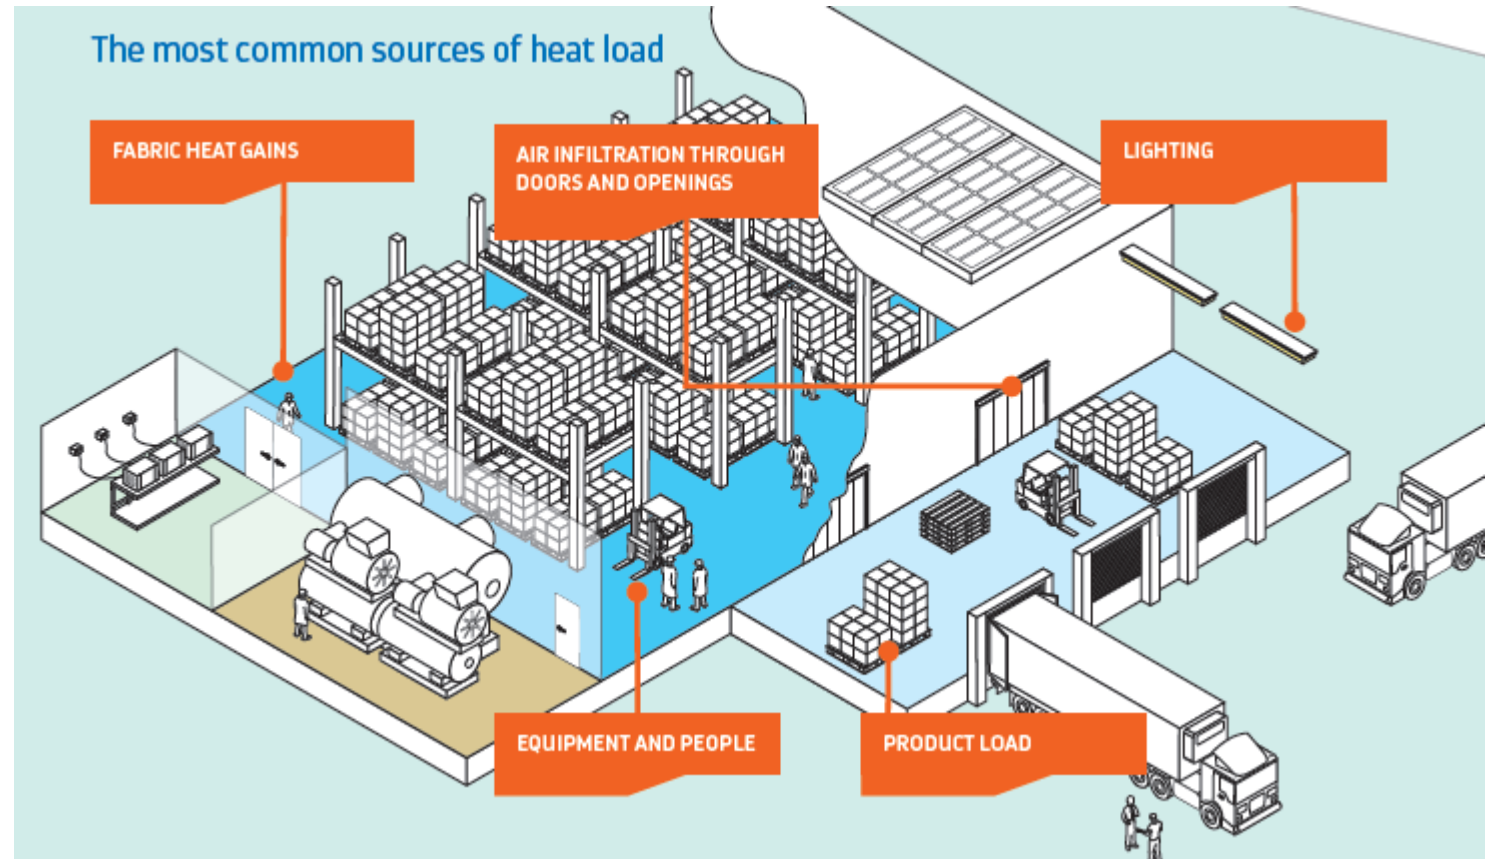 The most common sources of heat load
FABRIC HEAT GAINS
AIR INFILTRATION THROUGH
DOORS AND OPENINGS
LIGHTING
EQUIPMENT AND PEOPLE
PRODUCT LOAD